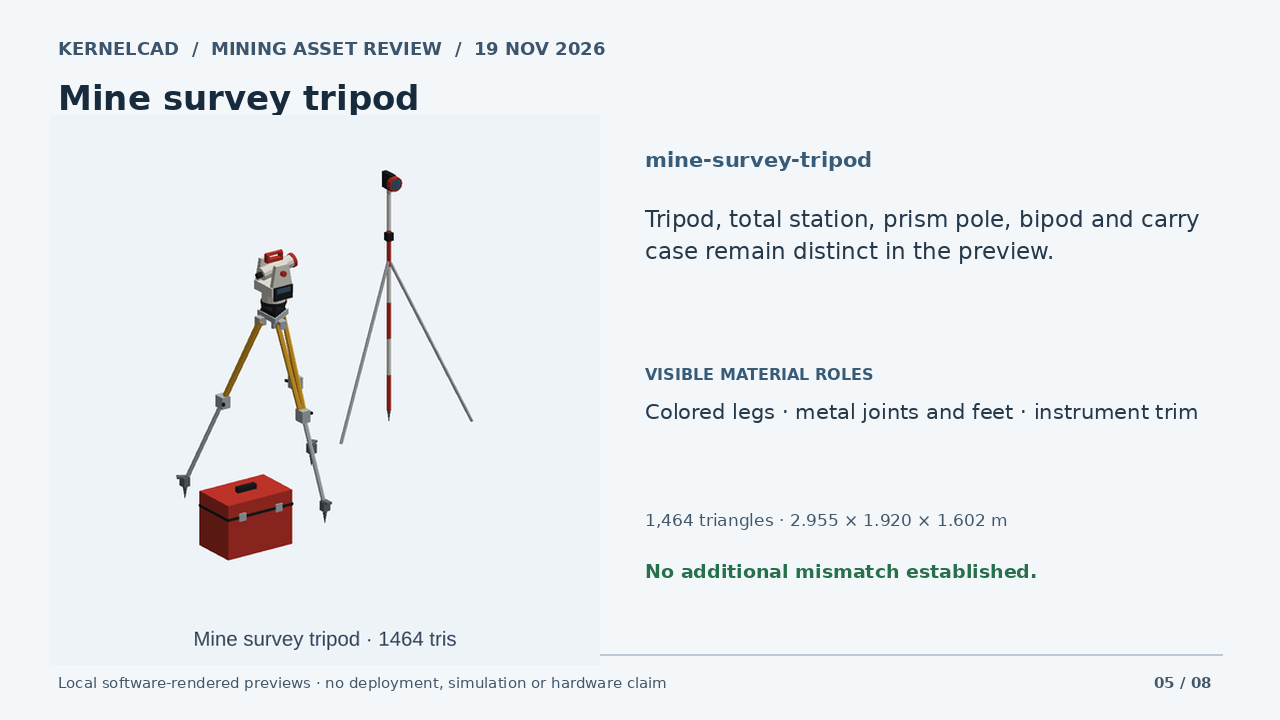 KERNELCAD / MINING ASSET REVIEW / 19 NOV 2026
Mine survey tripod
mine-survey-tripod
Tripod, total station, prism pole, bipod and carry
case remain distinct in the preview.
VISIBLE MATERIAL ROLES
Colored legs · metal joints and feet · instrument trim
1,464 triangles · 2.955 × 1.920 × 1.602 m
No additional mismatch established.
Mine survey tripod · 1464 tris
Local software-rendered previews · no deployment, simulation or hardware claim
05 / 08